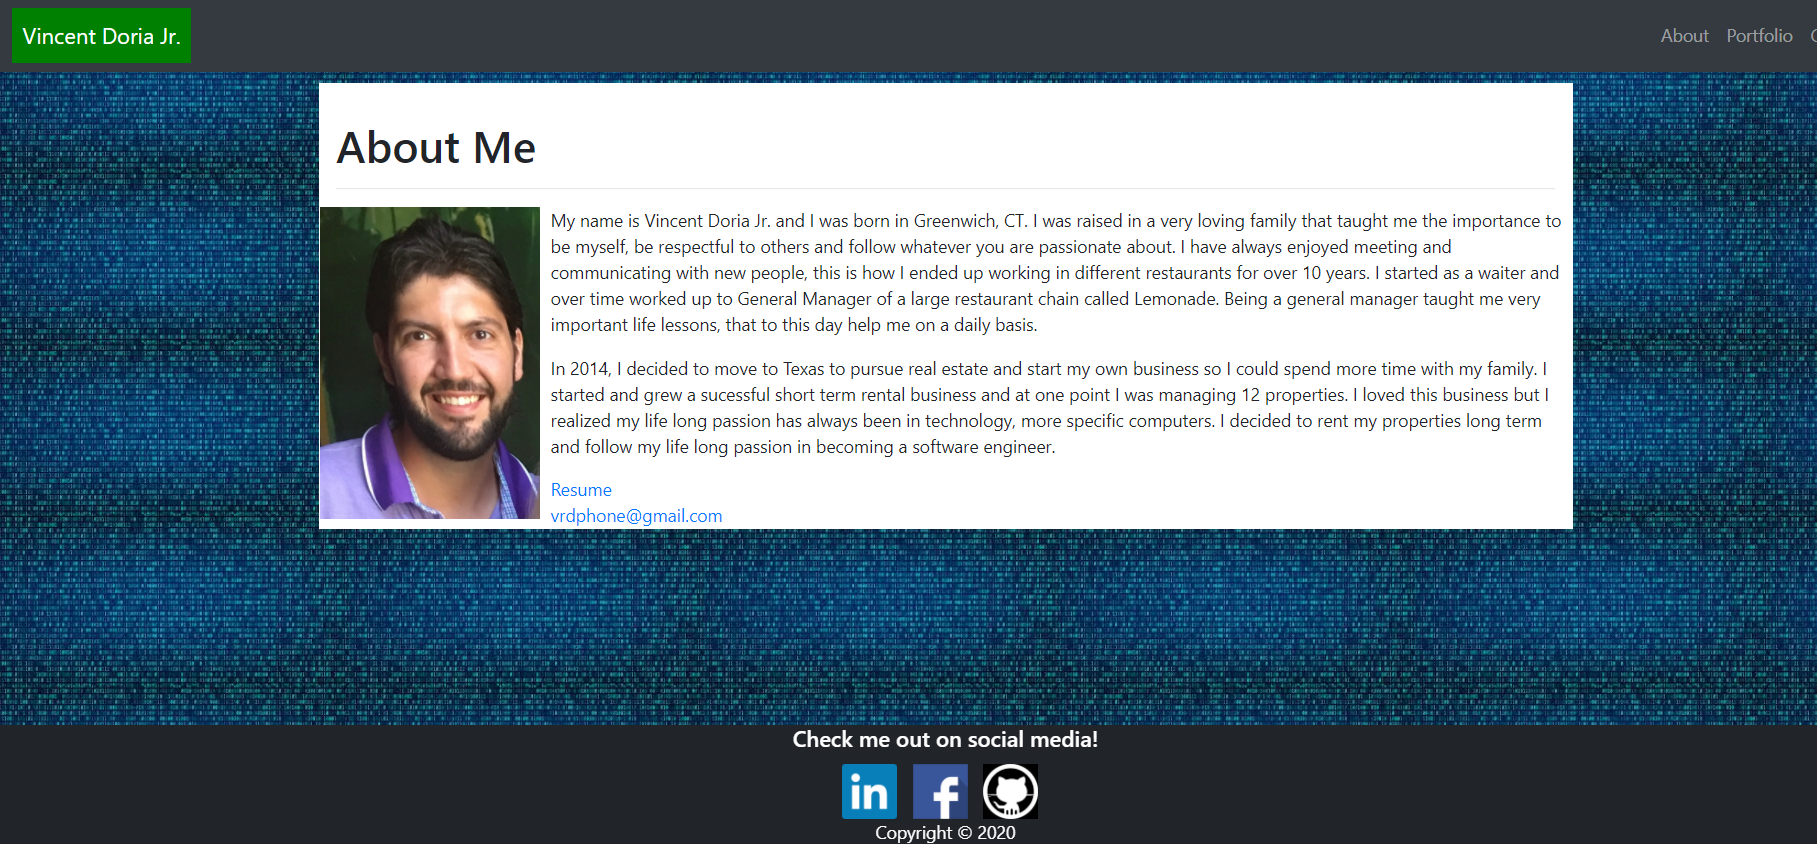 Vincent Doria Jr.
About Portfolio
About Me
My name is Vincent Doria Jr. and I was born in Greenwich, CT. I was raised in a very loving family that taught me the importance to
be myself, be respectful to others and follow whatever you are passionate about. I have always enjoyed meeting and
communicating with new people, this is how I ended up working in different restaurants for over 10 years. I started as a waiter and
over time worked up to General Manager of a large restaurant chain called Lemonade. Being a general manager taught me very
important life lessons, that to this day help me on a daily basis.
In 2014, I decided to move to Texas to pursue real estate and start my own business so I could spend more time with my family. I
started and grew a sucessful short term rental business and at one point I was managing 12 properties. I loved this business but I
realized my life long passion has always been in technology, more specific computers. I decided to rent my properties long term
and follow my life long passion in becoming a software engineer.
Resume
vrdphone@gmail.com
Check me out on social media!
in f
Copyright © 2020